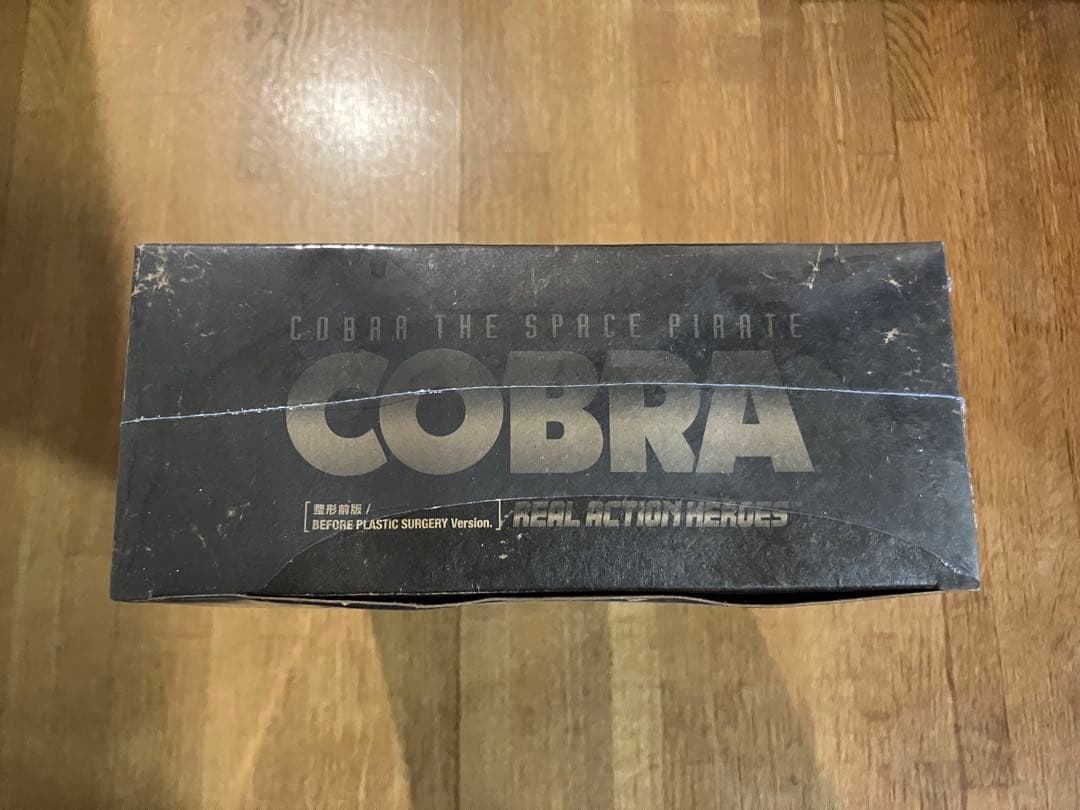 COBRA THE SPACE PIRATE
COBRA
[整形前版 /
BEFORE PLASTIC SURGERY Version.]
REAL ACTION HEROES